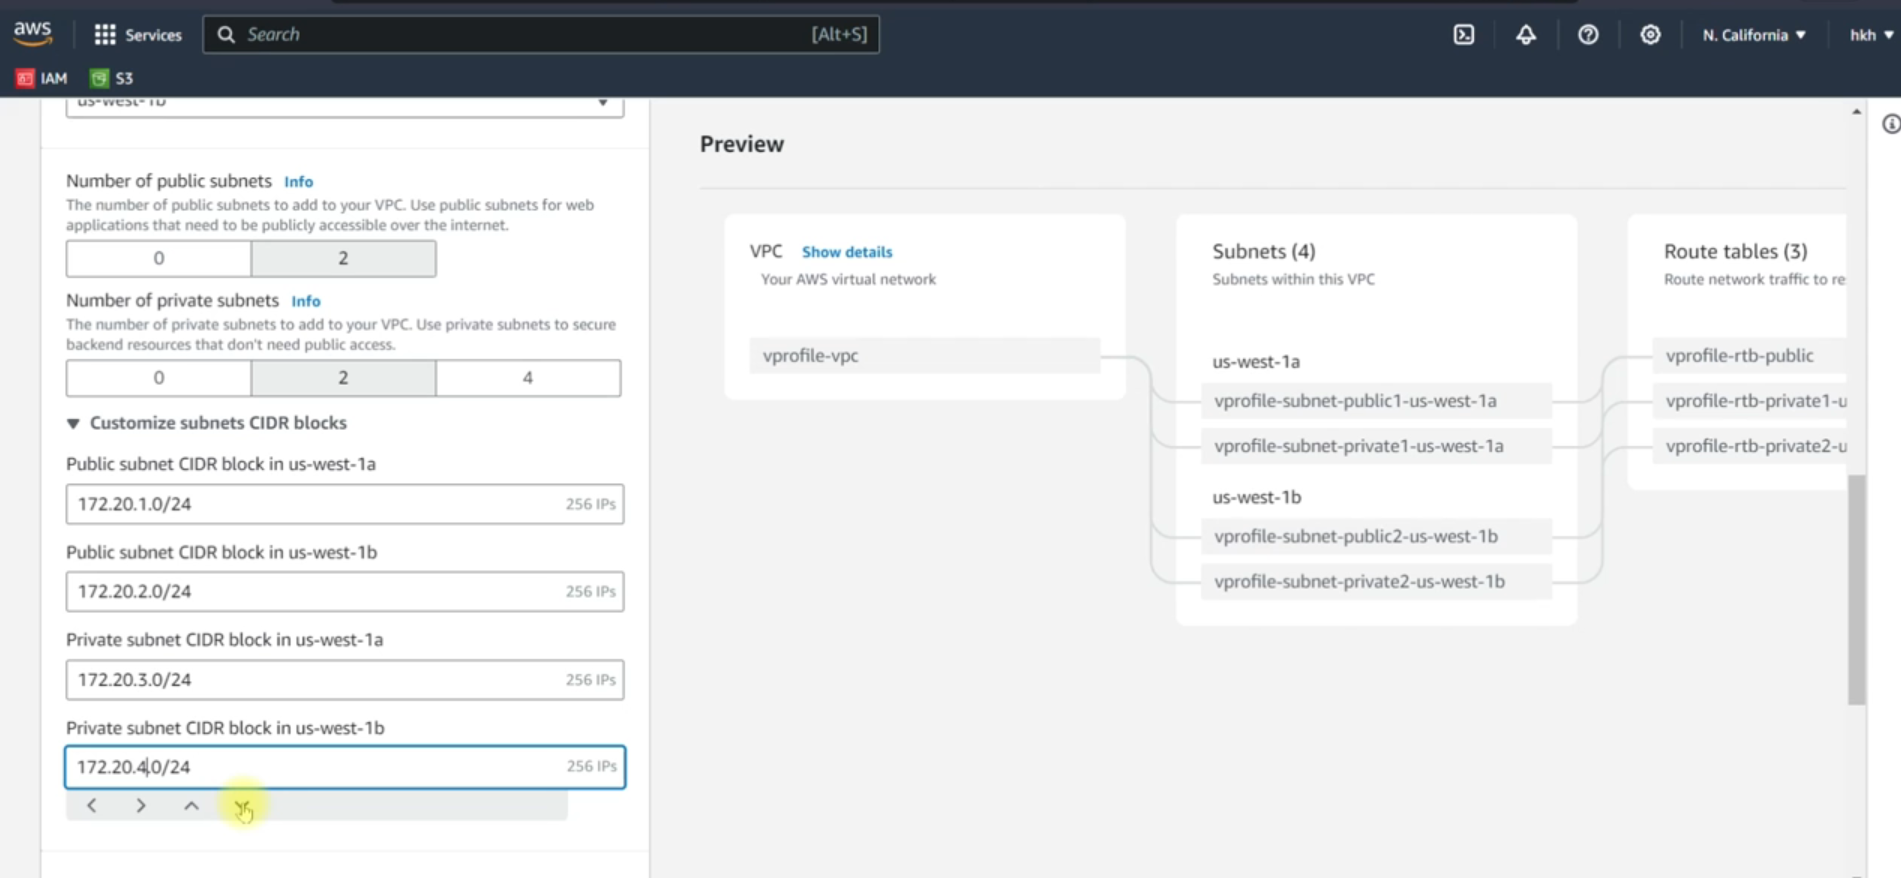 aws
Services
Search
[Alt+S]
N. California
hkh
IAM
S3
us-west-1b
Number of public subnets Info
The number of public subnets to add to your VPC. Use public subnets for web
applications that need to be publicly accessible over the internet.
0
2
Number of private subnets Info
The number of private subnets to add to your VPC. Use private subnets to secure
backend resources that don't need public access.
0
2
4
Customize subnets CIDR blocks
Public subnet CIDR block in us-west-1a
172.20.1.0/24
256 IPs
Public subnet CIDR block in us-west-1b
172.20.2.0/24
256 IPs
Private subnet CIDR block in us-west-1a
172.20.3.0/24
256 IPs
Private subnet CIDR block in us-west-1b
172.20.4.0/24
256 IPs
Preview
VPC Show details
Your AWS virtual network
vprofile-vpc
Subnets (4)
Subnets within this VPC
us-west-1a
vprofile-subnet-public1-us-west-1a
vprofile-subnet-private1-us-west-1a
us-west-1b
vprofile-subnet-public2-us-west-1b
vprofile-subnet-private2-us-west-1b
Route tables (3)
Route network traffic to re
vprofile-rtb-public
vprofile-rtb-private1-u
vprofile-rtb-private2-u